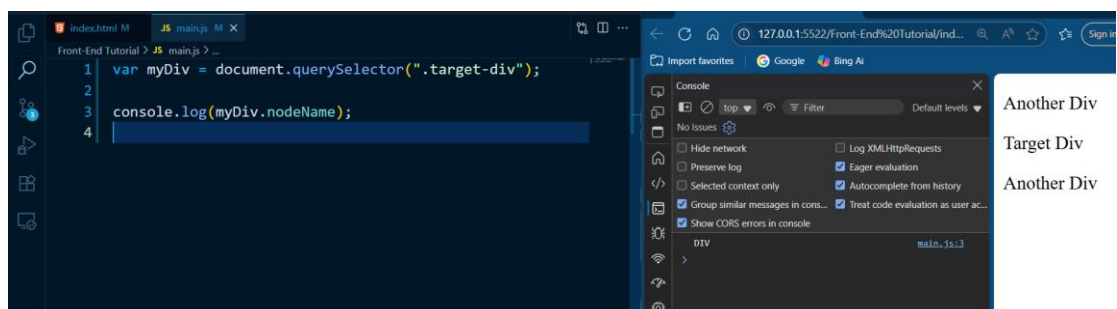 index.html M
JS main.js M
Front-End Tutorial > JS main.js > ...
1 var myDiv = document.querySelector(".target-div");
2
3 console.log(myDiv.nodeName);
4
3
127.0.0.1:5522/Front-End%20Tutorial/ind...
Sign in
Import favorites
Google
Bing Ai
Console
top
Filter
Default levels
No Issues
Hide network
Log XMLHttpRequests
Preserve log
Eager evaluation
Selected context only
Autocomplete from history
Group similar messages in cons...
Treat code evaluation as user ac...
Show CORS errors in console
DIV main.js:3
>
Another Div
Target Div
Another Div